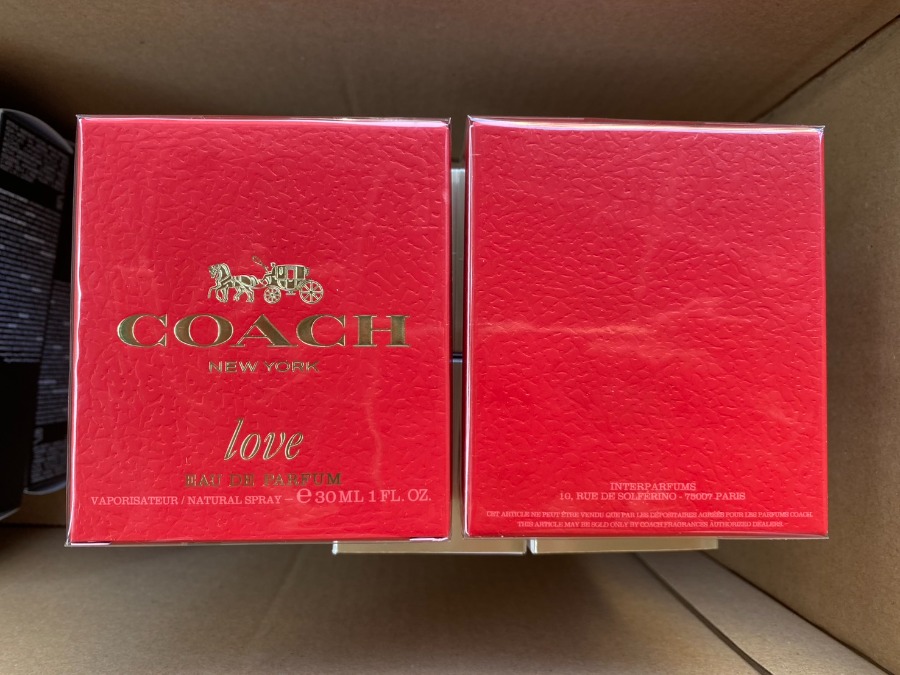 COACH
NEW YORK
love
EAU DE PARFUM
VAPORISATEUR / NATURAL SPRAY – ℮ 30 ML 1 FL. OZ.
INTERPARFUMS
10, RUE DE SOLFÉRINO - 75007 PARIS
CET ARTICLE NE PEUT ÊTRE VENDU QUE PAR LES DÉPOSITAIRES AGRÉÉS POUR LES PARFUMS COACH.
THIS ARTICLE MAY BE SOLD ONLY BY COACH FRAGRANCES AUTHORIZED DEALERS.